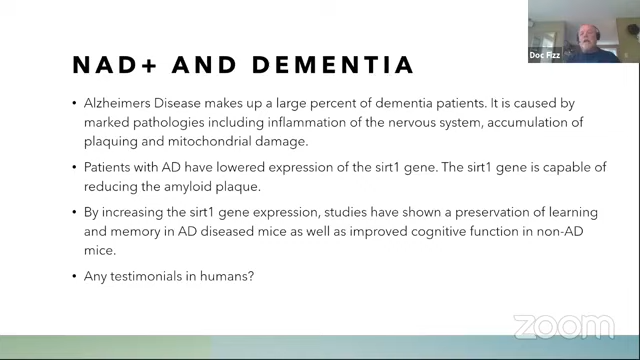 Doc Fizz
NAD+ AND DEMENTIA
• Alzheimers Disease makes up a large percent of dementia patients. It is caused by
marked pathologies including inflammation of the nervous system, accumulation of
plaquing and mitochondrial damage.
• Patients with AD have lowered expression of the sirt1 gene. The sirt1 gene is capable of
reducing the amyloid plaque.
• By increasing the sirt1 gene expression, studies have shown a preservation of learning
and memory in AD diseased mice as well as improved cognitive function in non-AD
mice.
• Any testimonials in humans?
zoom